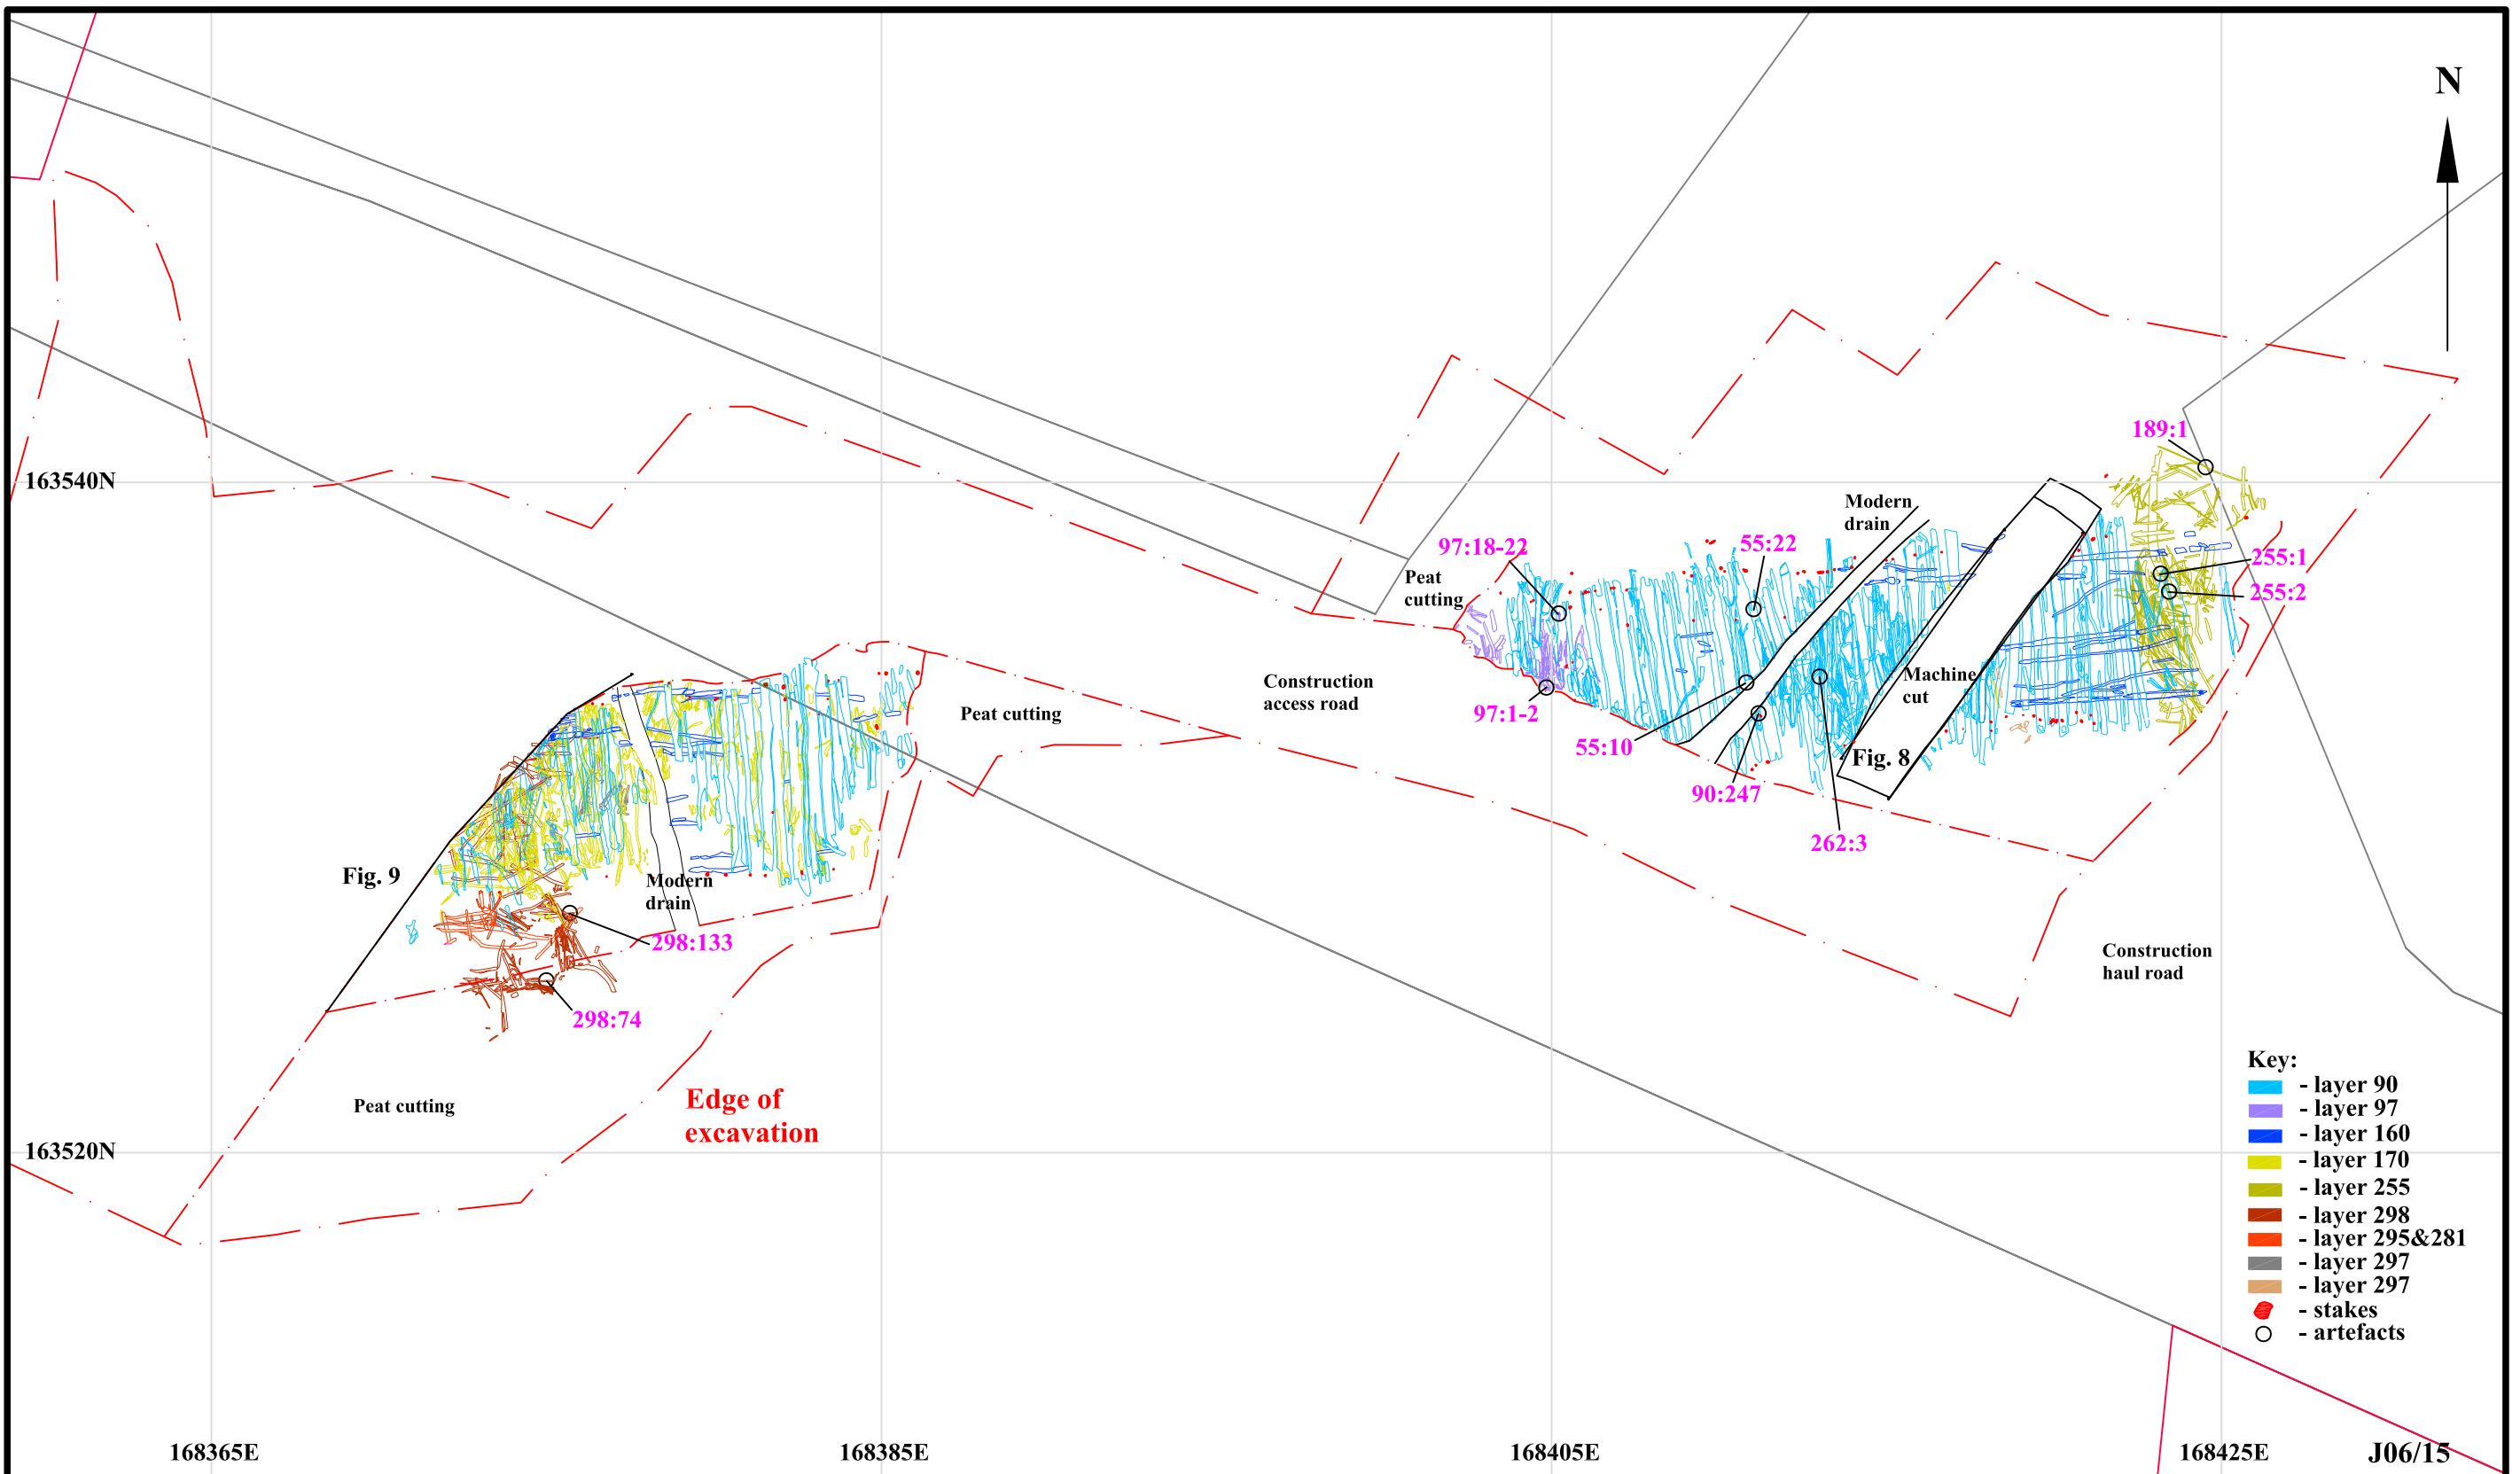 N
189:1
163540N
Modern
drain
97:18-22
55:22
255:1
Peat
cutting
255:2
Machine
cut
Construction
access road
Peat cutting
97:1-2
55:10
Fig. 8
90:247
262:3
Fig. 9
Modern
drain
298:133
Construction
haul road
298:74
Key:
- layer 90
- layer 97
- layer 160
- layer 170
- layer 255
- layer 298
- layer 295&281
- layer 297
- layer 297
- stakes
- artefacts
Peat cutting
Edge of
excavation
163520N
168365E
168385E
168405E
168425E
J06/15